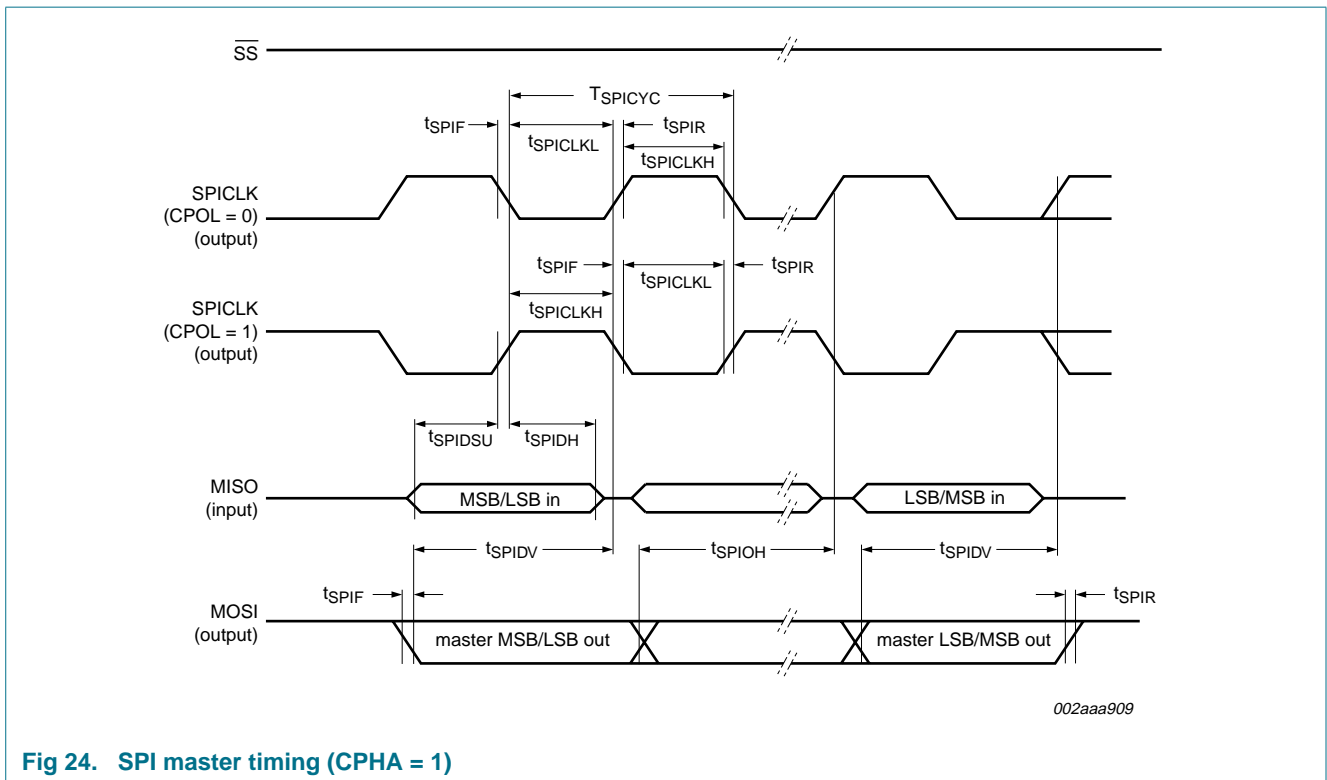 SS
TSPICYC
tSPIF
tSPICLKL
tSPIR
tSPICLKH
SPICLK
(CPOL = 0)
(output)
tSPIF
tSPICLKL
tSPIR
tSPICLKH
SPICLK
(CPOL = 1)
(output)
tSPIDSU
tSPIDH
MISO
(input)
MSB/LSB in
LSB/MSB in
tSPIDV
tSPIOH
tSPIDV
tSPIF
tSPIR
MOSI
(output)
master MSB/LSB out
master LSB/MSB out
002aaa909
Fig 24. SPI master timing (CPHA = 1)